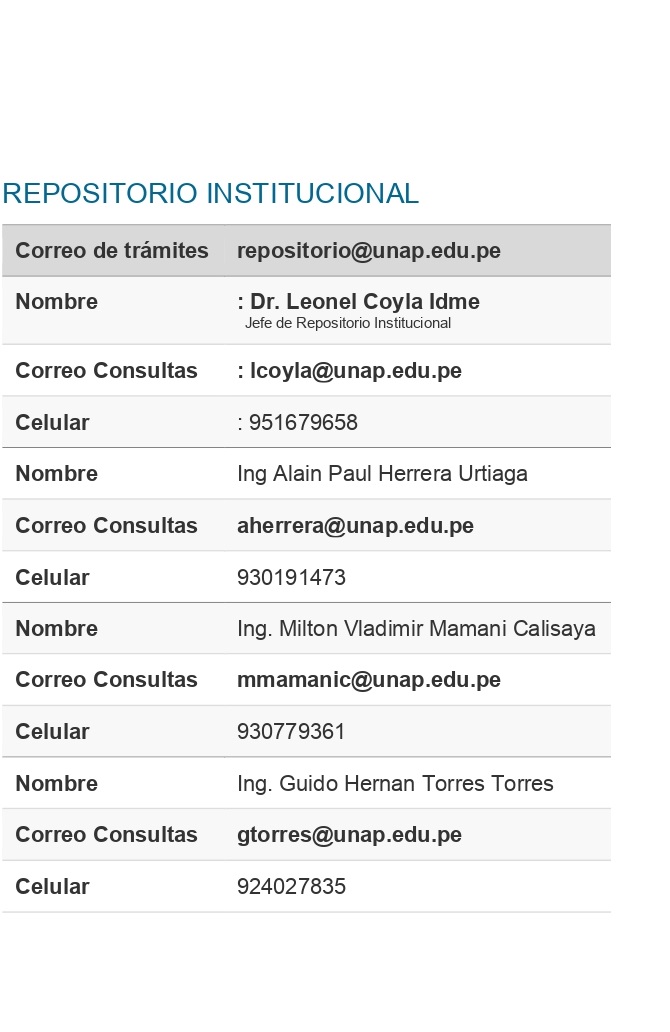 REPOSITORIO INSTITUCIONAL
Correo de trámites repositorio@unap.edu.pe
Nombre : Dr. Leonel Coyla Idme
Jefe de Repositorio Institucional
Correo Consultas : lcoyla@unap.edu.pe
Celular : 951679658
Nombre Ing Alain Paul Herrera Urtiaga
Correo Consultas aherrera@unap.edu.pe
Celular 930191473
Nombre Ing. Milton Vladimir Mamani Calisaya
Correo Consultas mmamanic@unap.edu.pe
Celular 930779361
Nombre Ing. Guido Hernan Torres Torres
Correo Consultas gtorres@unap.edu.pe
Celular 924027835